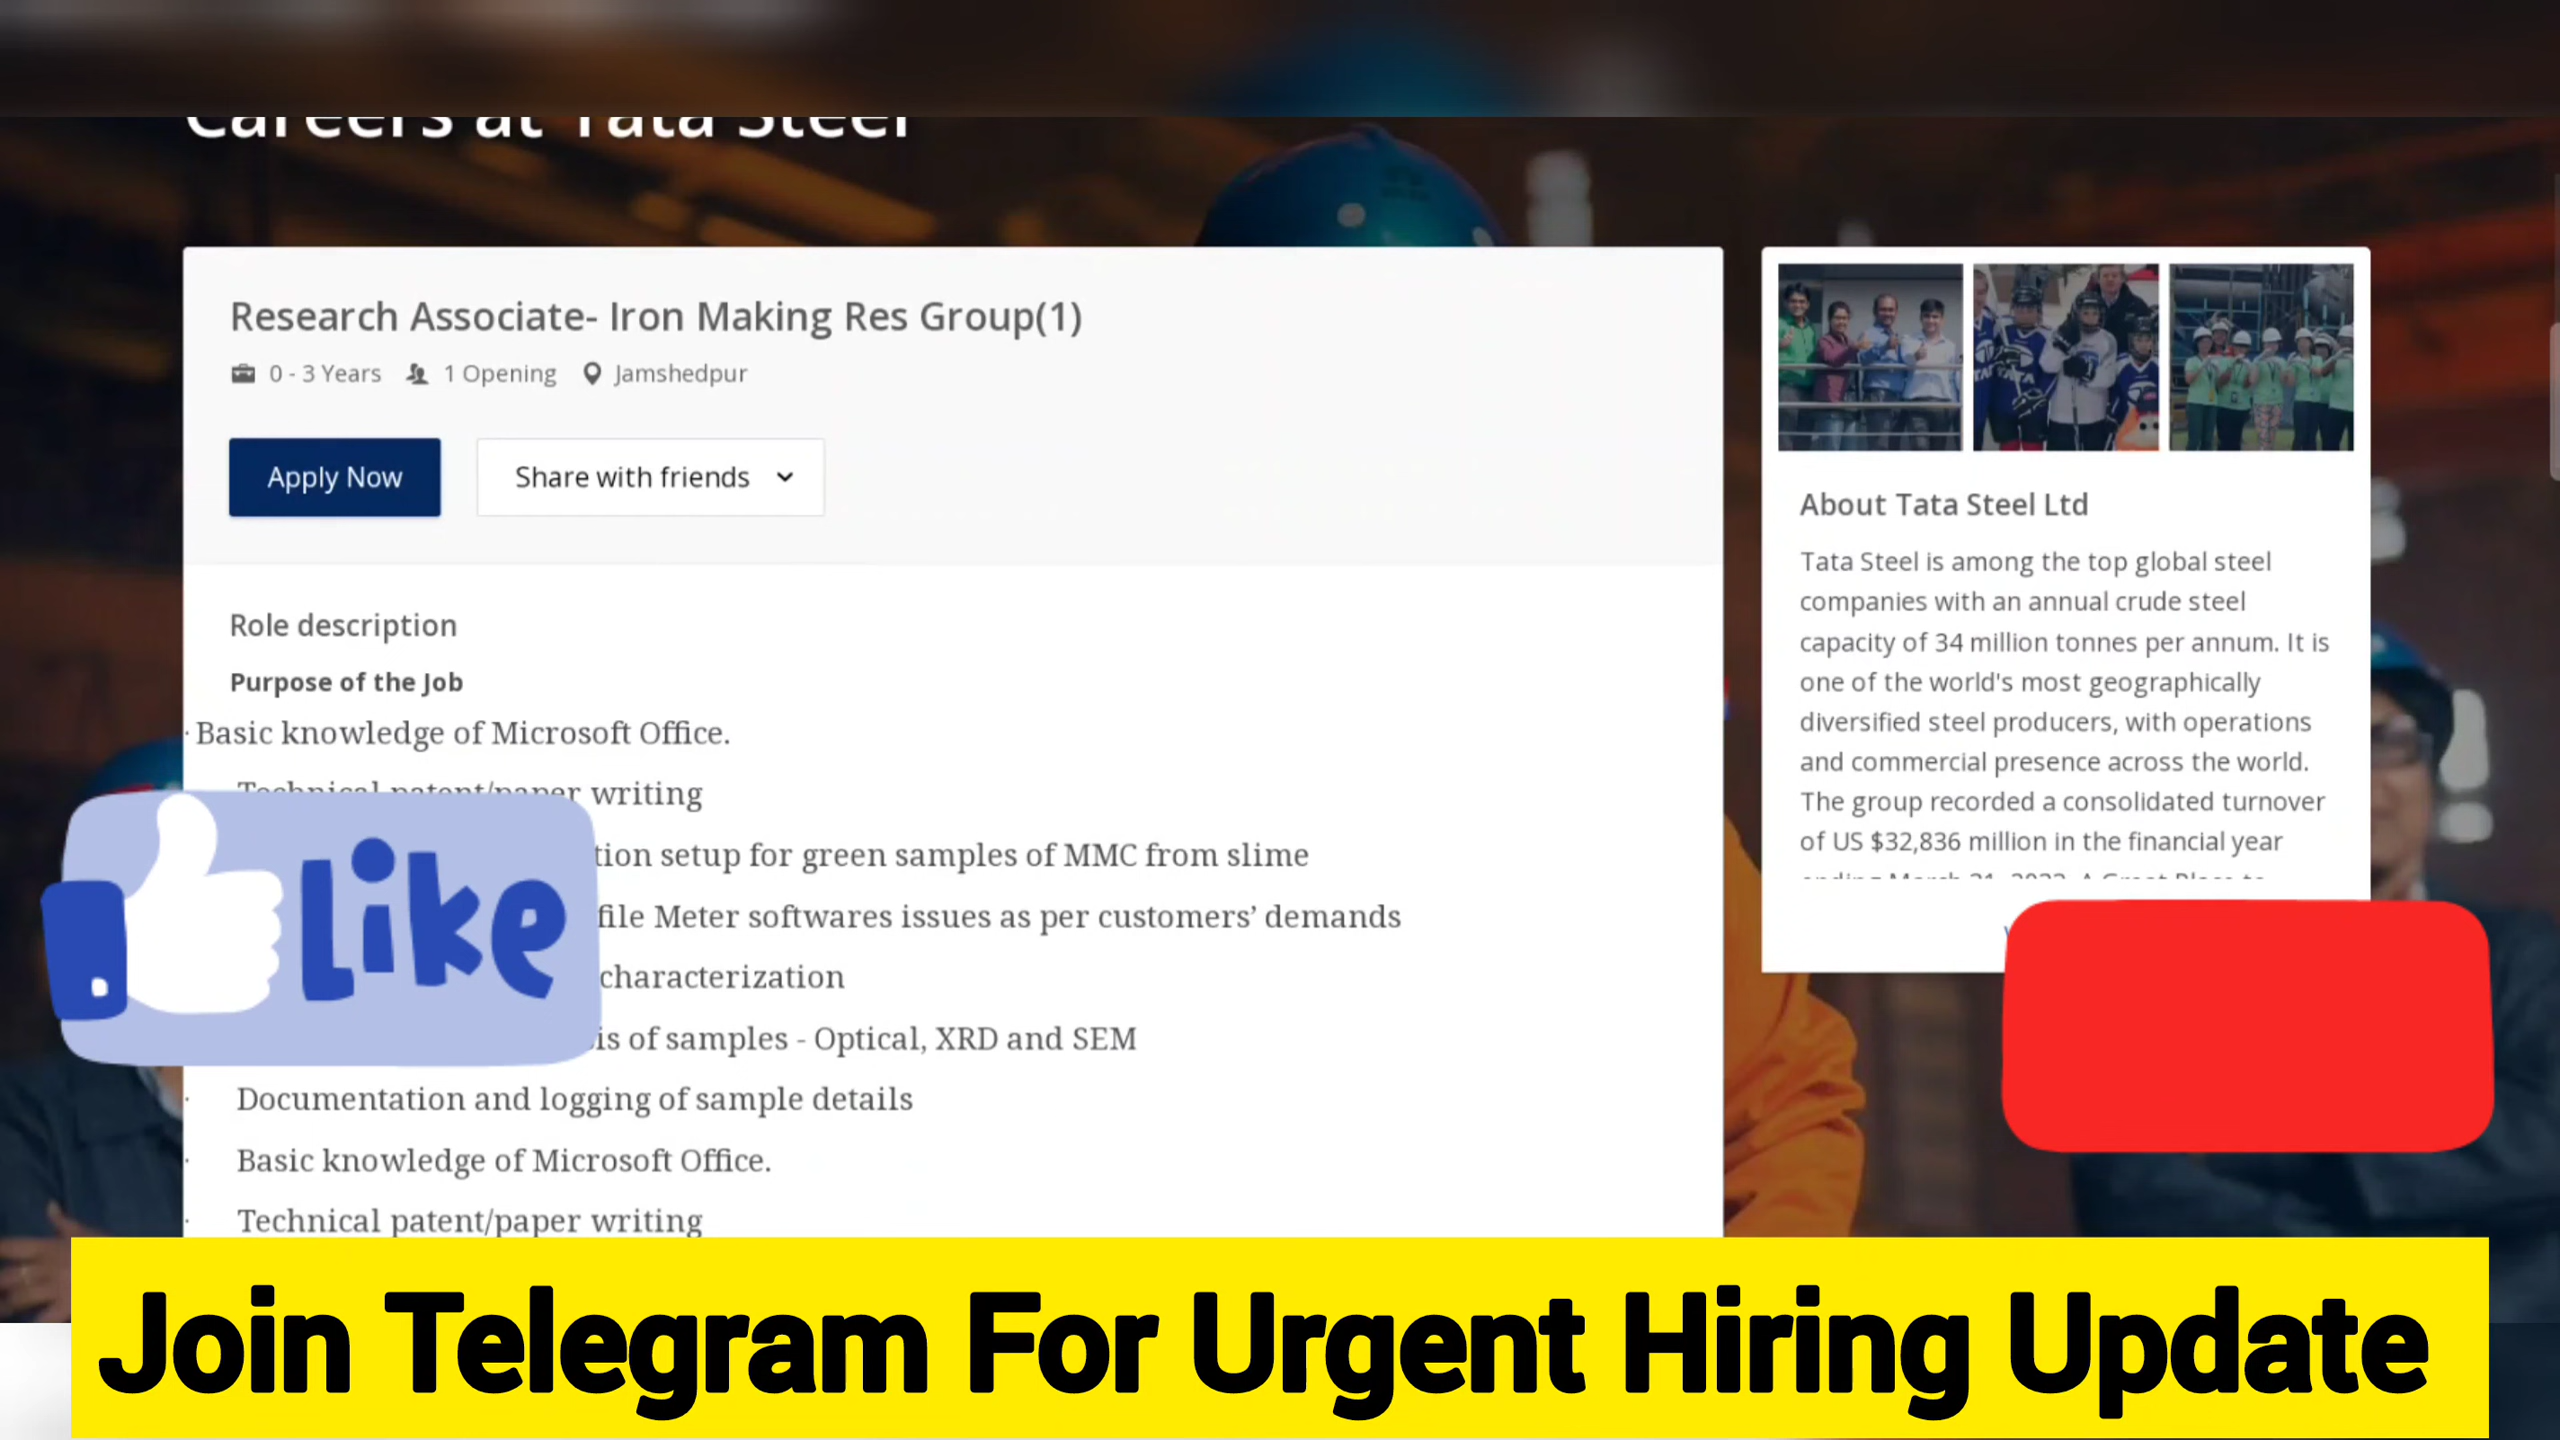 Careers at Tata Steel
Research Associate- Iron Making Res Group(1)
0 - 3 Years 1 Opening Jamshedpur
Apply Now Share with friends
Role description
Purpose of the Job
· Basic knowledge of Microsoft Office.
Technical patent/paper writing
tion setup for green samples of MMC from slime
file Meter softwares issues as per customers’ demands
characterization
is of samples - Optical, XRD and SEM
· Documentation and logging of sample details
· Basic knowledge of Microsoft Office.
· Technical patent/paper writing
Like
About Tata Steel Ltd
Tata Steel is among the top global steel
companies with an annual crude steel
capacity of 34 million tonnes per annum. It is
one of the world's most geographically
diversified steel producers, with operations
and commercial presence across the world.
The group recorded a consolidated turnover
of US $32,836 million in the financial year
Join Telegram For Urgent Hiring Update